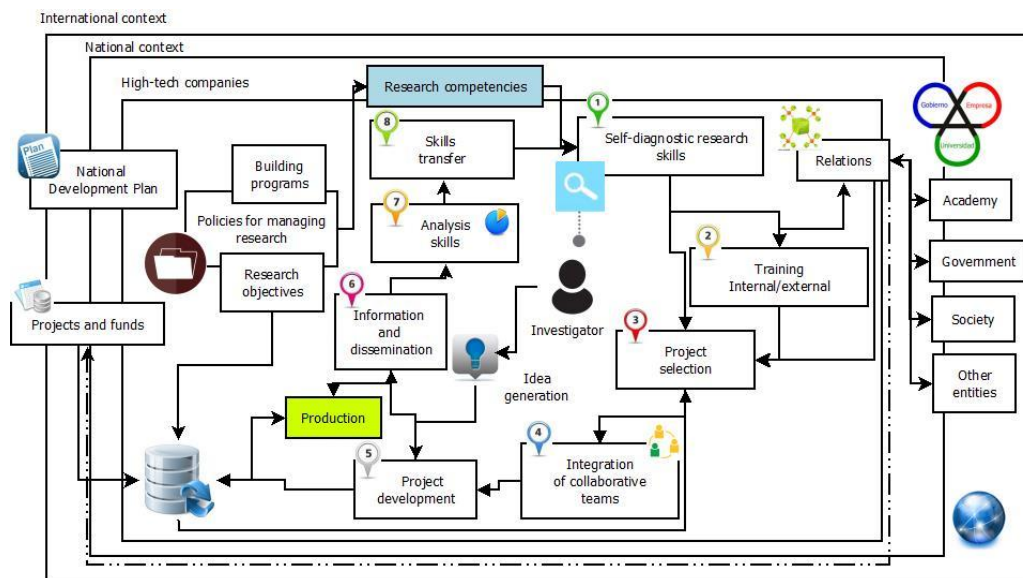 International context
National context
High-tech companies
Research competencies
Plan
National
Development Plan
Building
programs
Policies for managing
research
Research
objectives
Projects and funds
8
Skills
transfer
7
Analysis
skills
6
Information
and
dissemination
1
Self-diagnostic research
skills
Relations
2
Training
Internal/external
Investigator
Idea
generation
3
Project
selection
Production
5
Project
development
4
Integration
of collaborative
teams
Gobierno
Empresa
Universidad
Academy
Government
Society
Other
entities